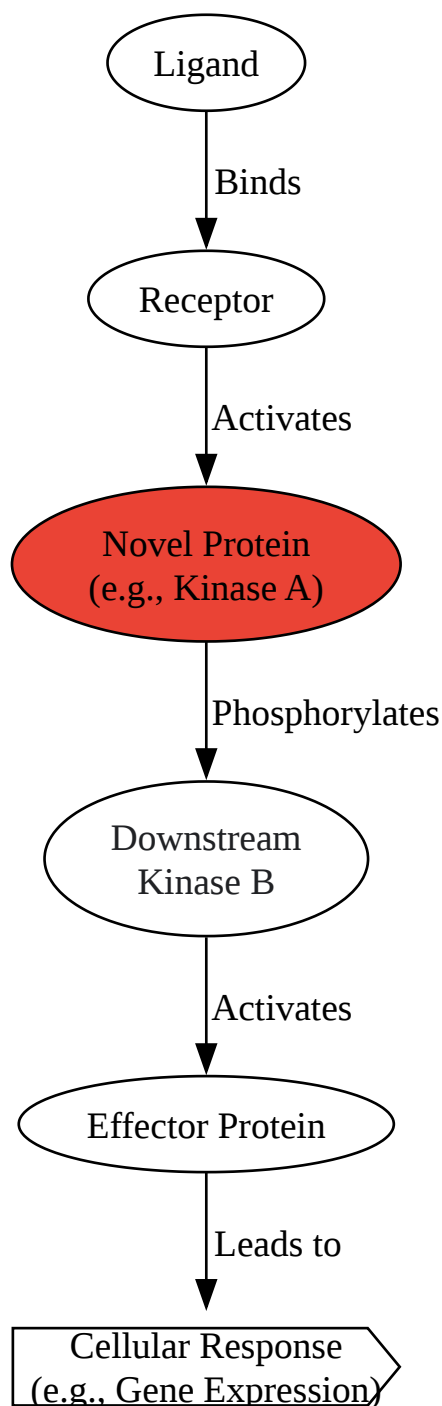 Ligand
Binds
Receptor
Activates
Novel Protein
(e.g., Kinase A)
Phosphorylates
Downstream
Kinase B
Activates
Effector Protein
Leads to
Cellular Response
(e.g., Gene Expression)